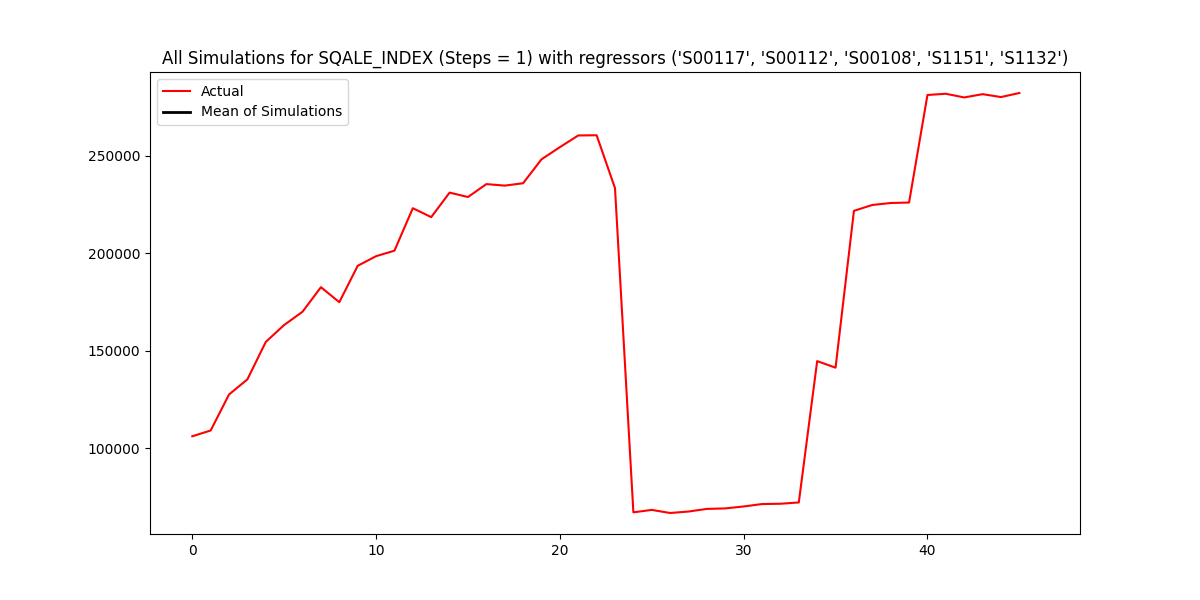 All Simulations for SQALE_INDEX (Steps = 1) with regressors ('S00117', 'S00112', 'S00108', 'S1151', 'S1132')
Actual
Mean of Simulations
250000
200000
150000
100000
0 10 20 30 40